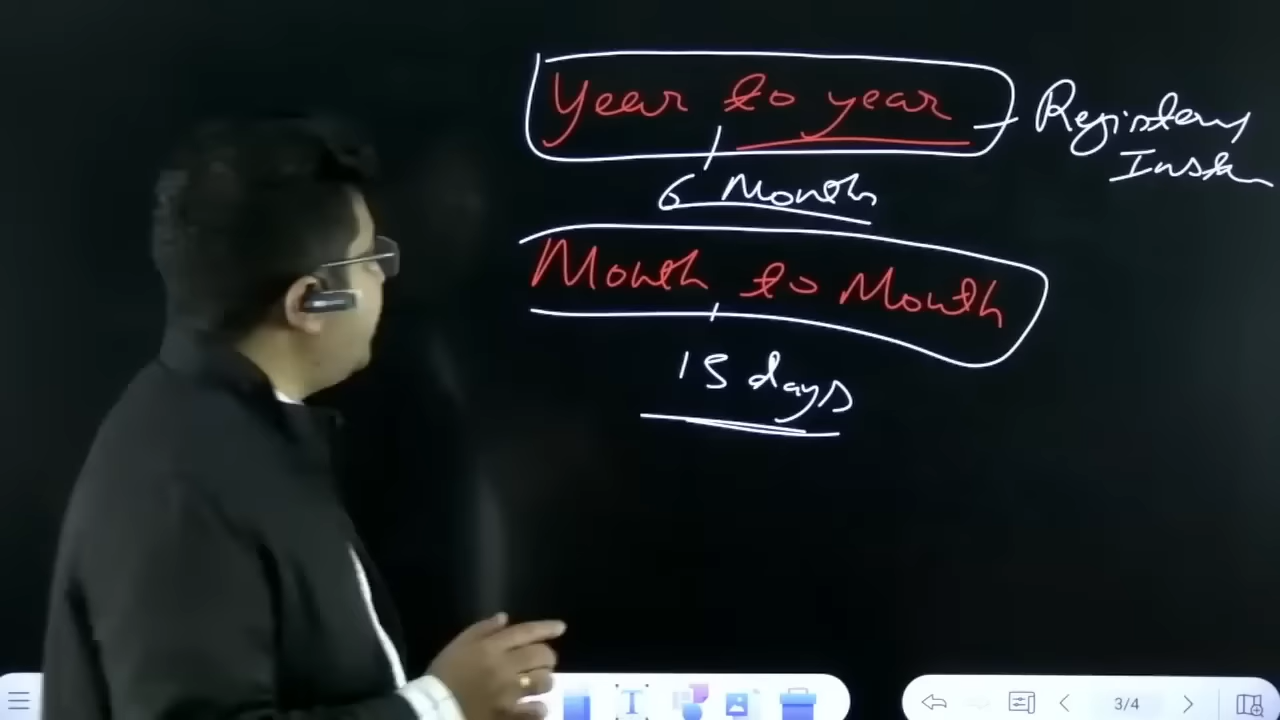 Year to year
Registery
6 Month
Month to Month
15 days
3/4